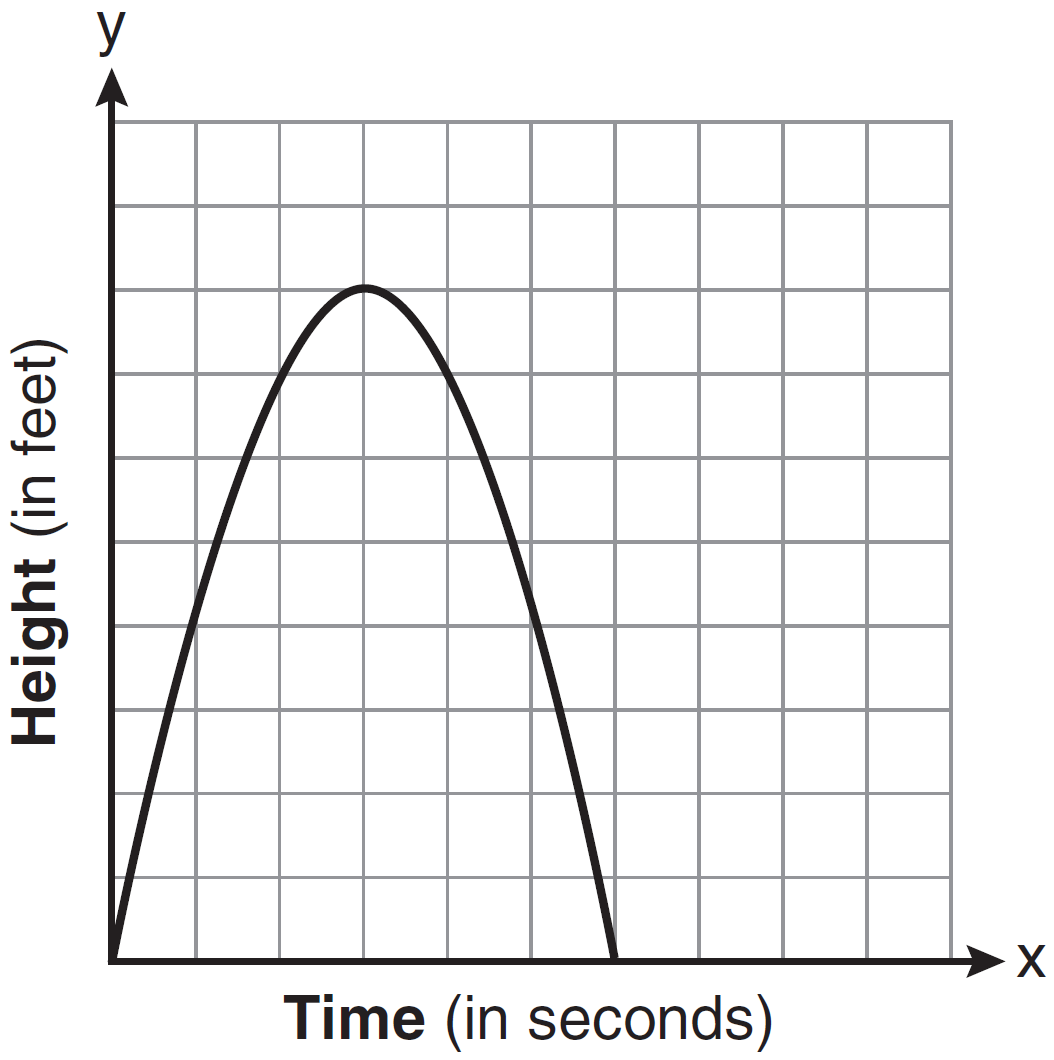 y
Height (in feet)
x
Time (in seconds)